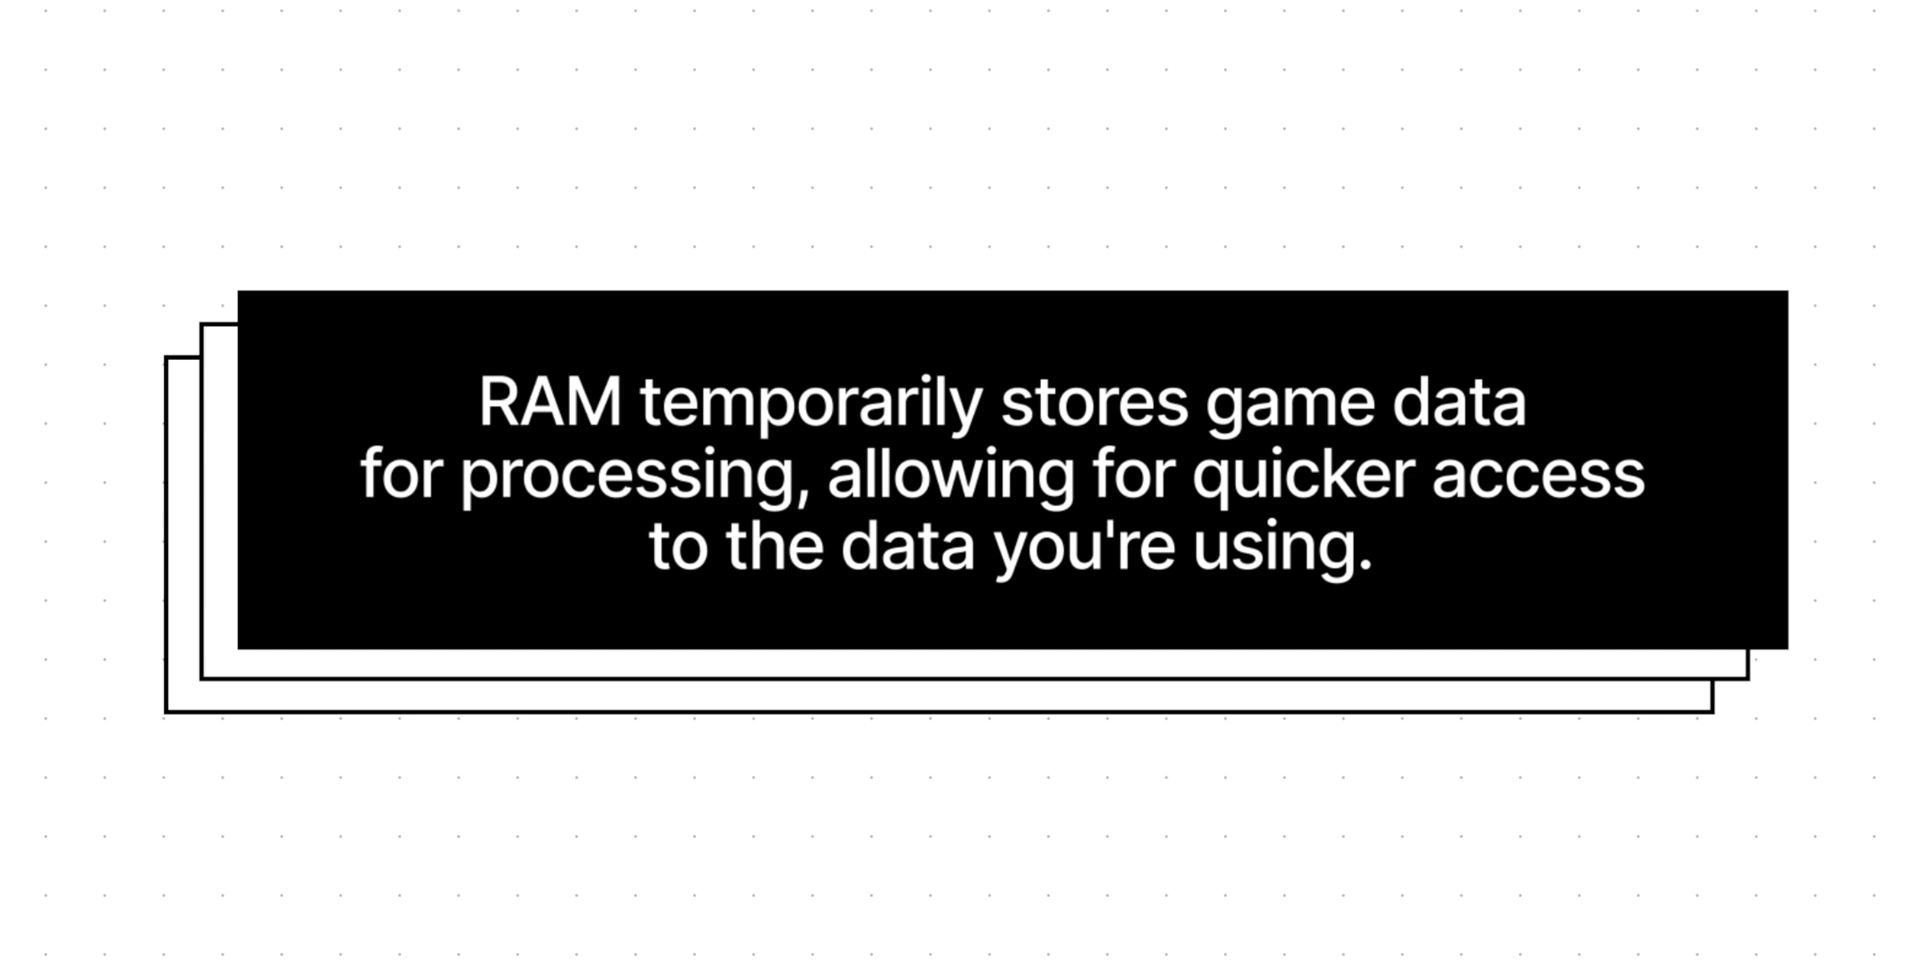 RAM temporarily stores game data
for processing, allowing for quicker access
to the data you're using.